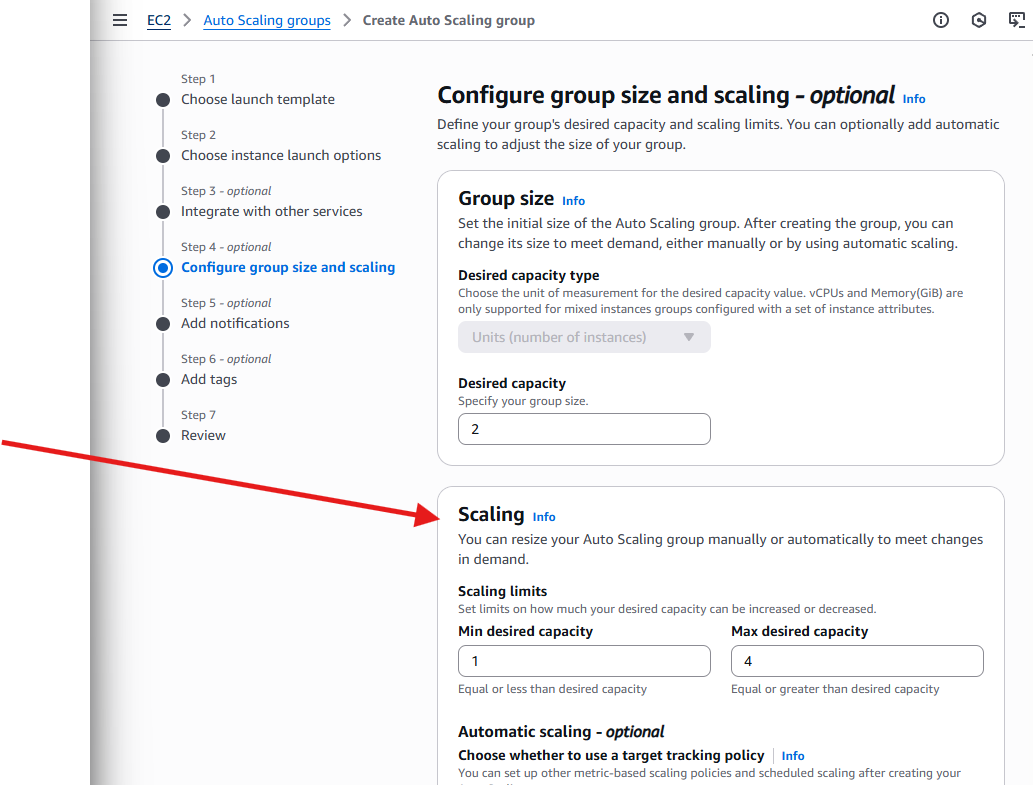 EC2 > Auto Scaling groups > Create Auto Scaling group
Step 1
Choose launch template
Step 2
Choose instance launch options
Step 3 - optional
Integrate with other services
Step 4 - optional
Configure group size and scaling
Step 5 - optional
Add notifications
Step 6 - optional
Add tags
Step 7
Review
Configure group size and scaling - optional Info
Define your group's desired capacity and scaling limits. You can optionally add automatic
scaling to adjust the size of your group.
Group size Info
Set the initial size of the Auto Scaling group. After creating the group, you can
change its size to meet demand, either manually or by using automatic scaling.
Desired capacity type
Choose the unit of measurement for the desired capacity value. vCPUs and Memory(GiB) are
only supported for mixed instances groups configured with a set of instance attributes.
Units (number of instances)
Desired capacity
Specify your group size.
2
Scaling Info
You can resize your Auto Scaling group manually or automatically to meet changes
in demand.
Scaling limits
Set limits on how much your desired capacity can be increased or decreased.
Min desired capacity
1
Equal or less than desired capacity
Max desired capacity
4
Equal or greater than desired capacity
Automatic scaling - optional
Choose whether to use a target tracking policy Info
You can set up other metric-based scaling policies and scheduled scaling after creating your